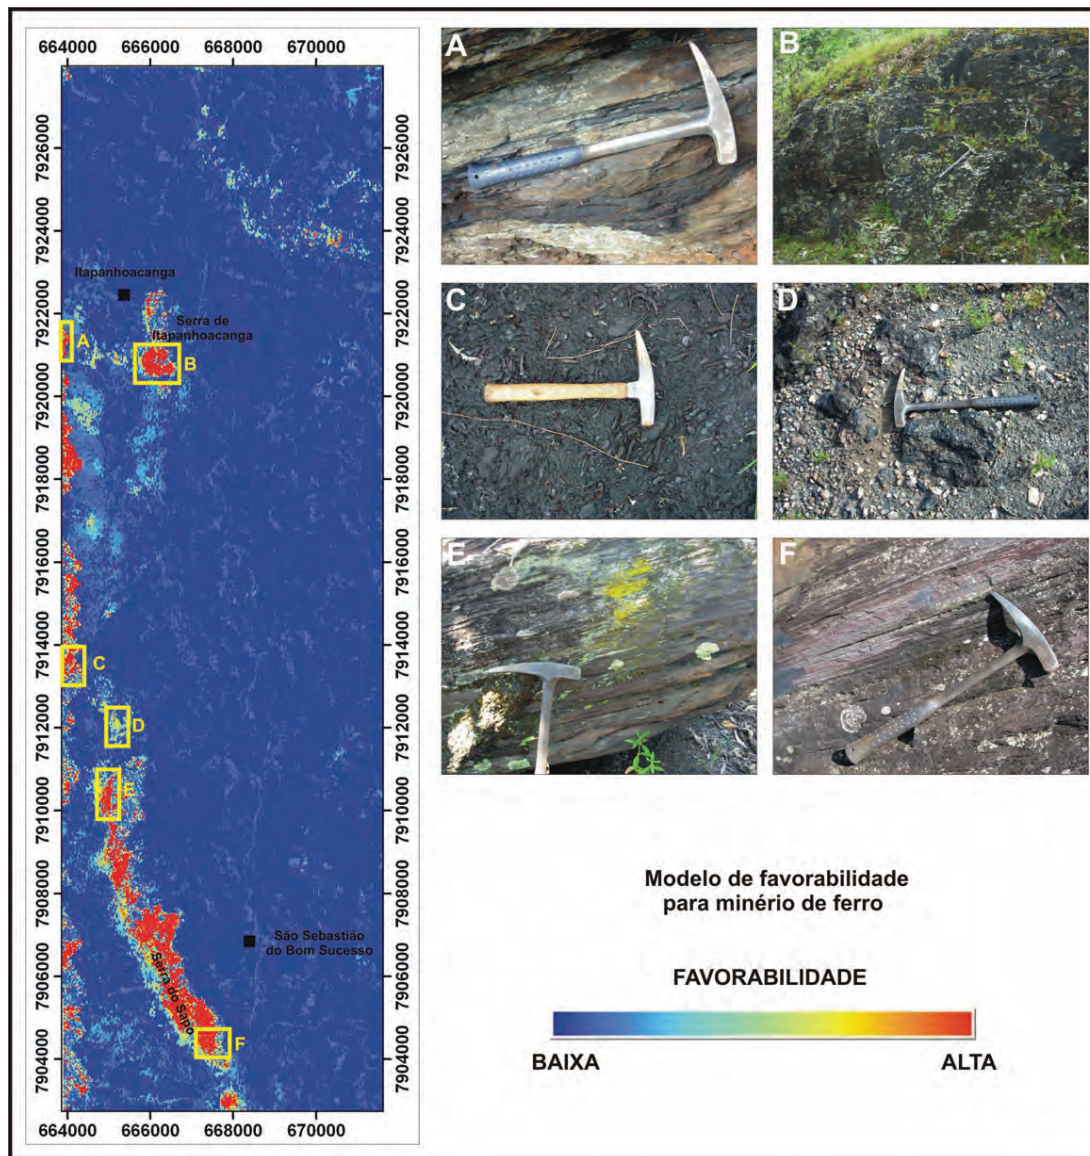 664000 666000 668000 670000
7926000
7924000
7922000
7920000
7918000
7916000
7914000
7912000
7910000
7908000
7906000
7904000
Itapanhoacanga
Serra de
Itapanhoacanga
A
B
C
D
E
São Sebastião
do Bom Sucesso
Serra do Sapo
F
7926000
7924000
7922000
7920000
7918000
7916000
7914000
7912000
7910000
7908000
7906000
7904000
664000 666000 668000 670000
A
B
C
D
E
F
Modelo de favorabilidade
para minério de ferro
FAVORABILIDADE
BAIXA ALTA